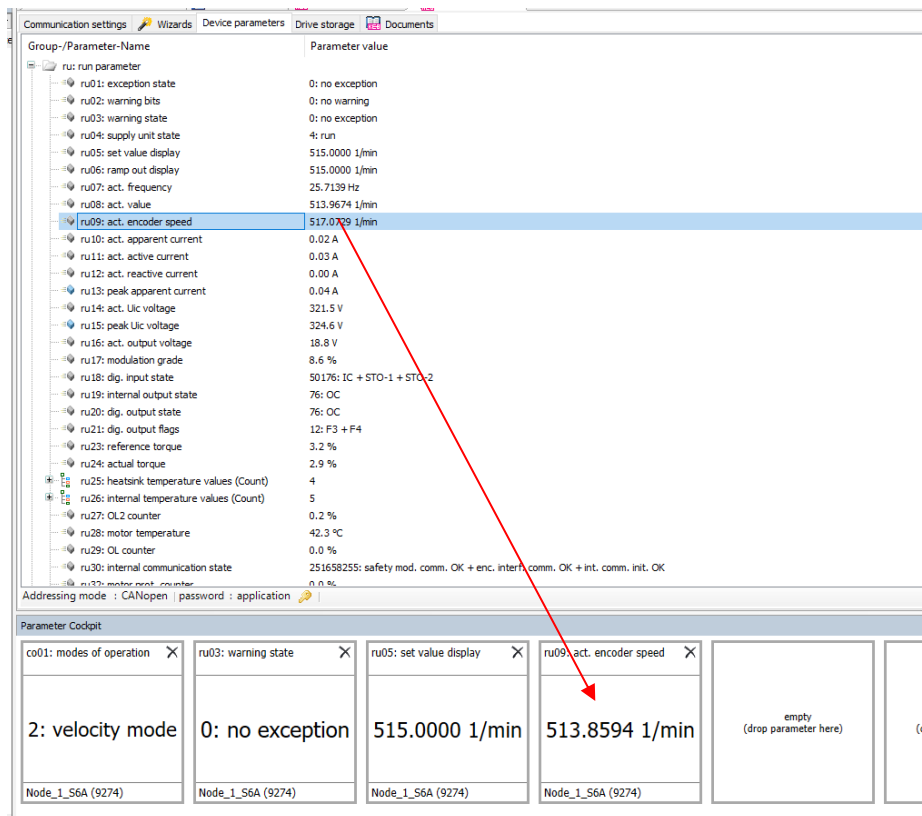 Communication settings Wizards Device parameters Drive storage Documents
Group-/Parameter-Name Parameter value
ru: run parameter
ru01: exception state 0: no exception
ru02: warning bits 0: no warning
ru03: warning state 0: no exception
ru04: supply unit state 4: run
ru05: set value display 515.0000 1/min
ru06: ramp out display 515.0000 1/min
ru07: act. frequency 25.7139 Hz
ru08: act. value 513.9674 1/min
ru09: act. encoder speed 517.0729 1/min
ru10: act. apparent current 0.02 A
ru11: act. active current 0.03 A
ru12: act. reactive current 0.00 A
ru13: peak apparent current 0.04 A
ru14: act. Uic voltage 321.5 V
ru15: peak Uic voltage 324.6 V
ru16: act. output voltage 18.8 V
ru17: modulation grade 8.6 %
ru18: dig. input state 50176: IC + STO-1 + STO-2
ru19: internal output state 76: OC
ru20: dig. output state 76: OC
ru21: dig. output flags 12: F3 + F4
ru23: reference torque 3.2 %
ru24: actual torque 2.9 %
ru25: heatsink temperature values (Count) 4
ru26: internal temperature values (Count) 5
ru27: OL2 counter 0.2 %
ru28: motor temperature 42.3 °C
ru29: OL counter 0.0 %
ru30: internal communication state 251658255: safety mod. comm. OK + enc. interf. comm. OK + int. comm. init. OK
ru32: motor prot. counter 0.0 %
Addressing mode : CANopen | password : application |
Parameter Cockpit
co01: modes of operation ru03: warning state ru05: set value display ru09: act. encoder speed
2: velocity mode 0: no exception 515.0000 1/min 513.8594 1/min empty
(drop parameter here)
Node_1_S6A (9274) Node_1_S6A (9274) Node_1_S6A (9274) Node_1_S6A (9274)